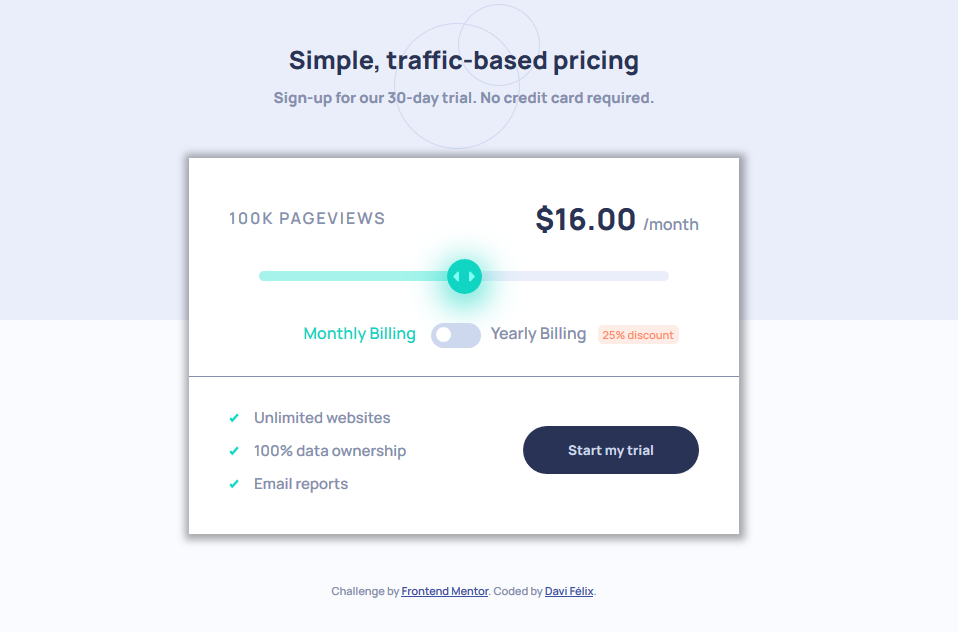 Simple, traffic-based pricing
Sign-up for our 30-day trial. No credit card required.
100K PAGEVIEWS
$16.00 /month
Monthly Billing
Yearly Billing
25% discount
Unlimited websites
100% data ownership
Email reports
Start my trial
Challenge by Frontend Mentor. Coded by Davi Félix.